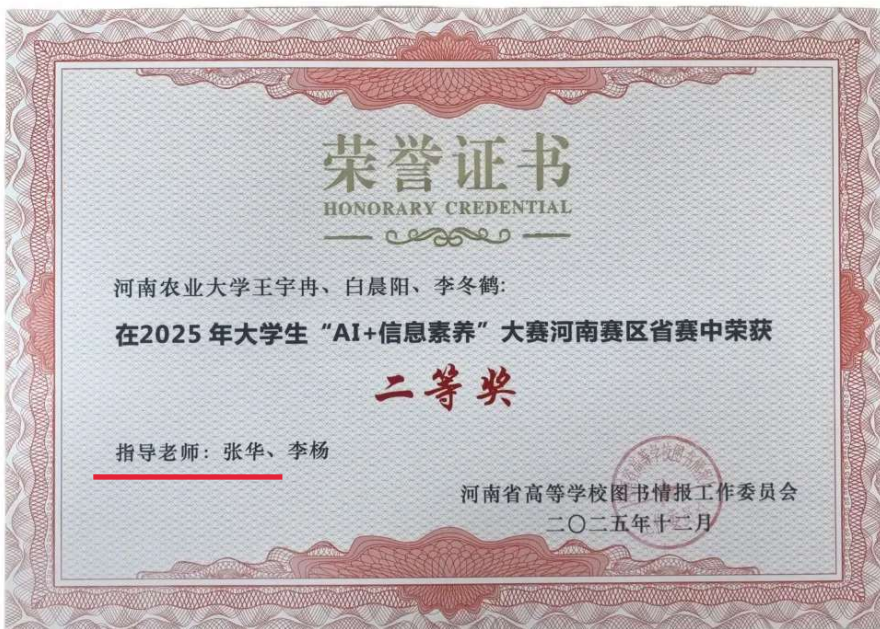 荣誉证书
HONORARY CREDENTIAL
河南农业大学王宇冉、白晨阳、李冬鹤:
在2025年大学生“AI+信息素养”大赛河南赛区省赛中荣获
二等奖
指导老师：张华、李杨
河南省高等学校图书情报工作委员会
二〇二五年十二月